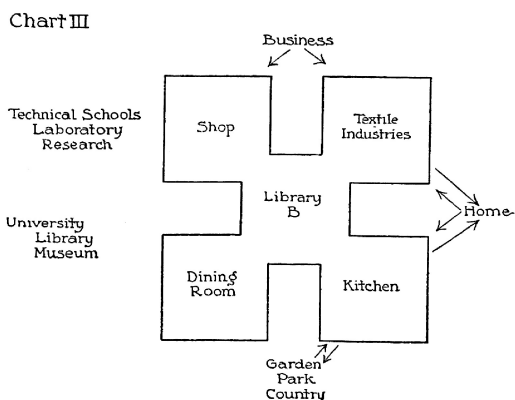 Chart III
Business
Technical Schools
Laboratory
Research
Shop
Textile
Industries
Library
B
Home
University
Library
Museum
Dining
Room
Kitchen
Garden
Park
Country